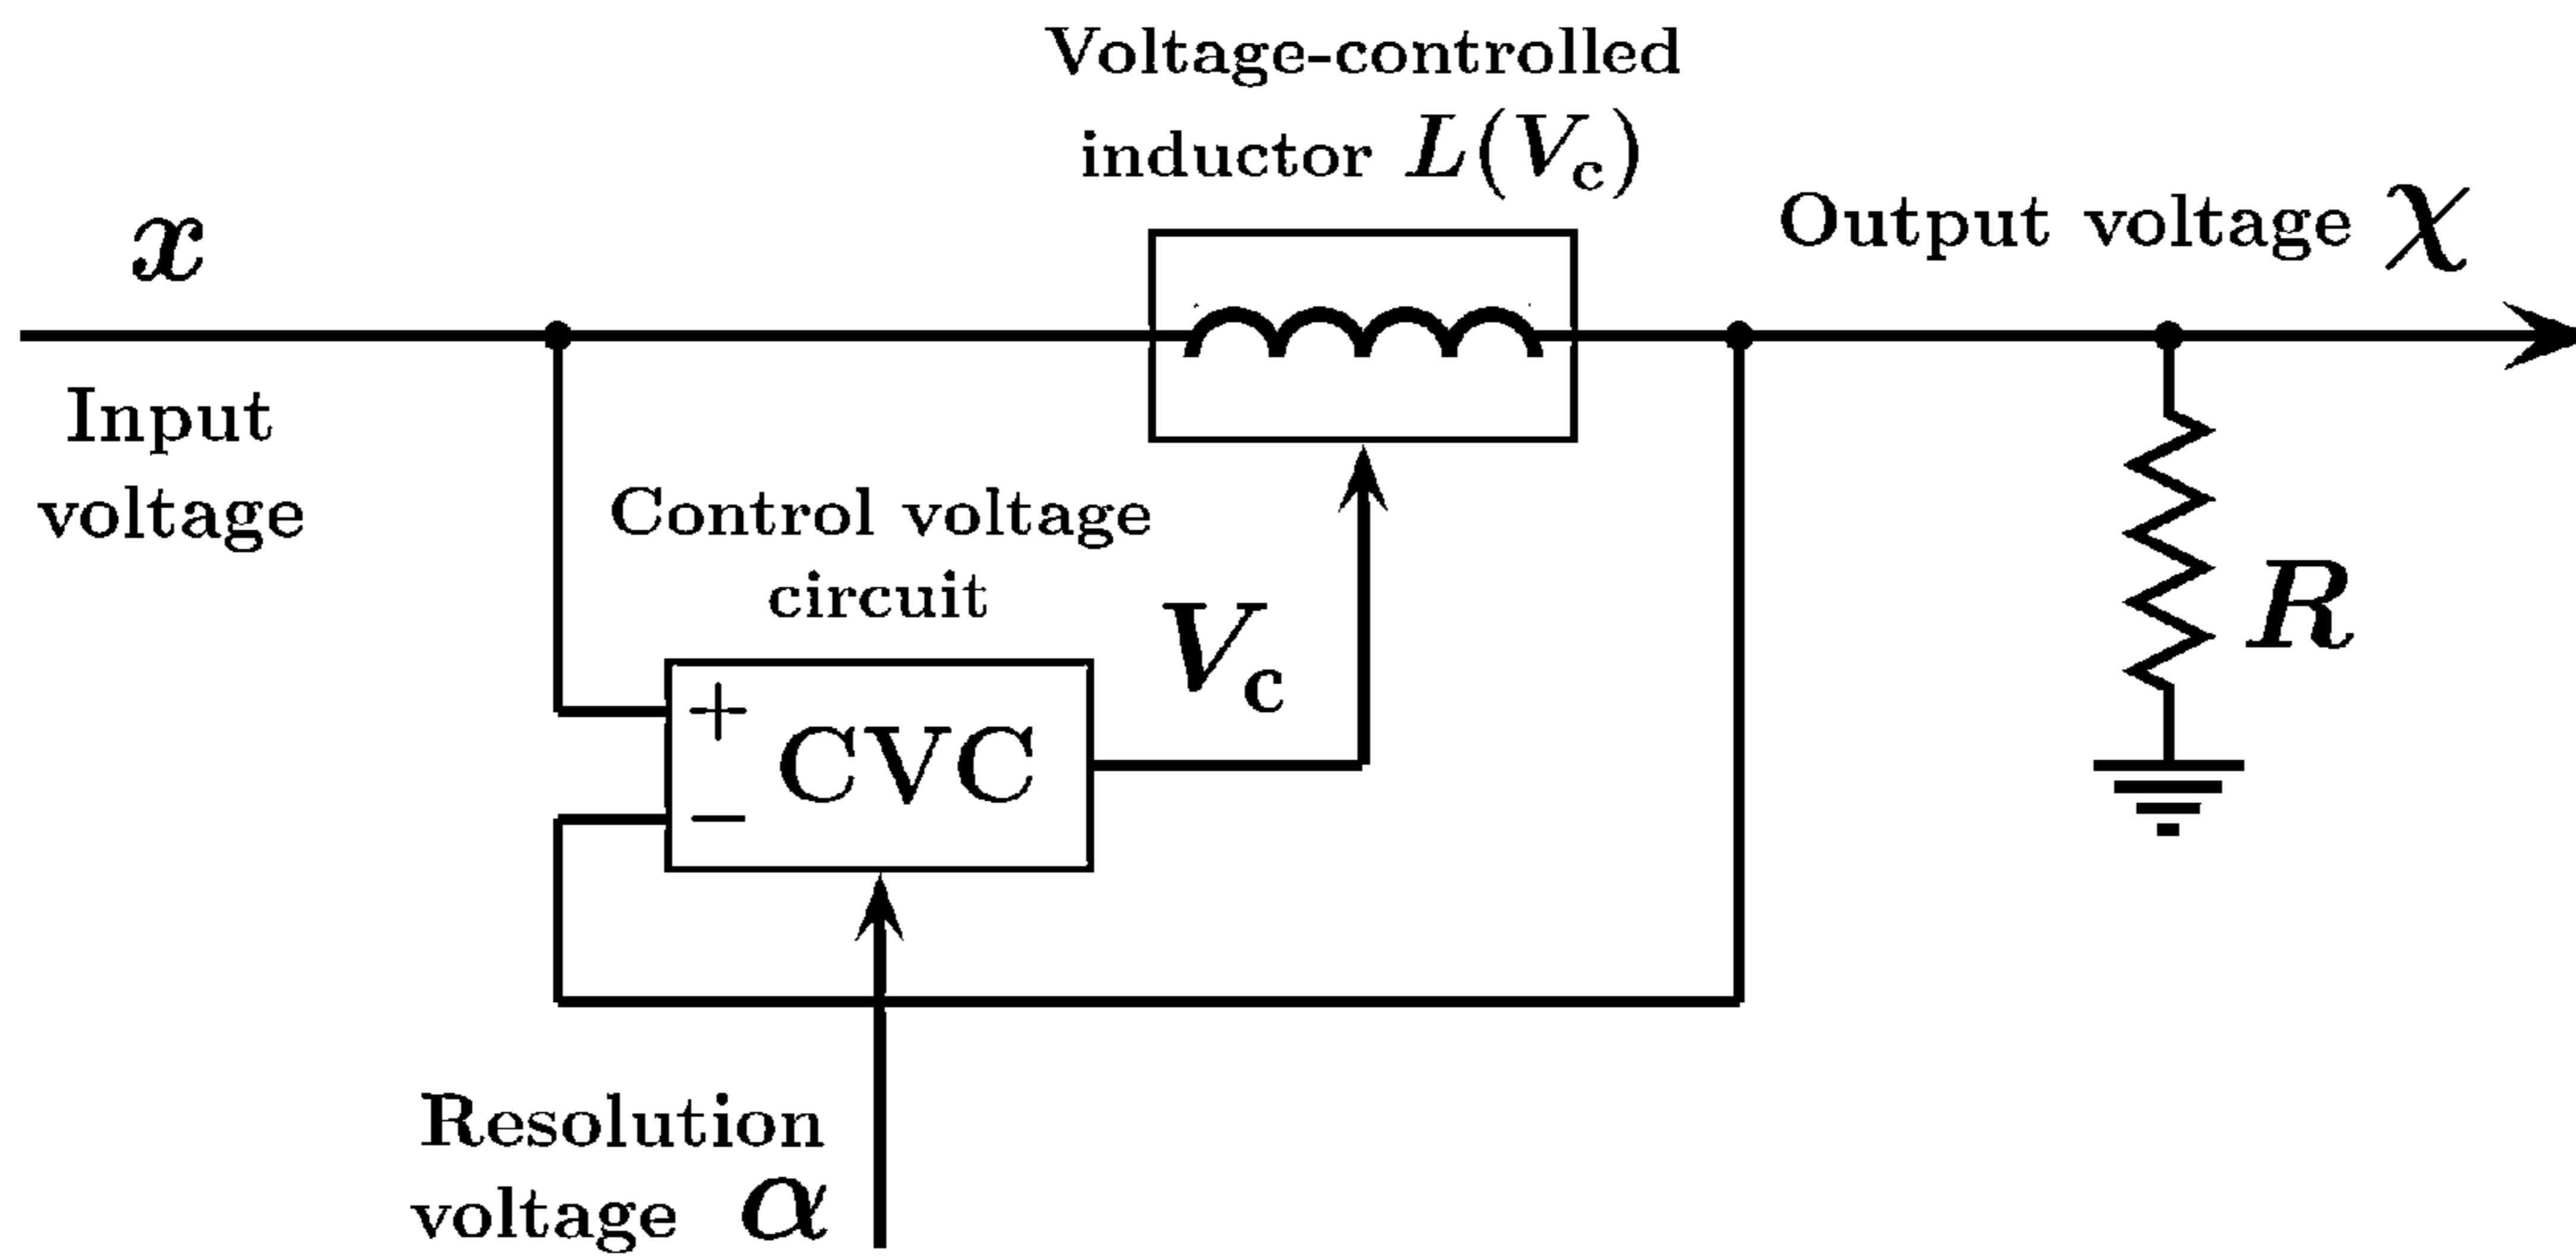 Voltage-controlled
inductor L(V_c)
x
Output voltage χ
Input
voltage
Control voltage
circuit
V_c
R
+
CVC
−
Resolution
voltage α